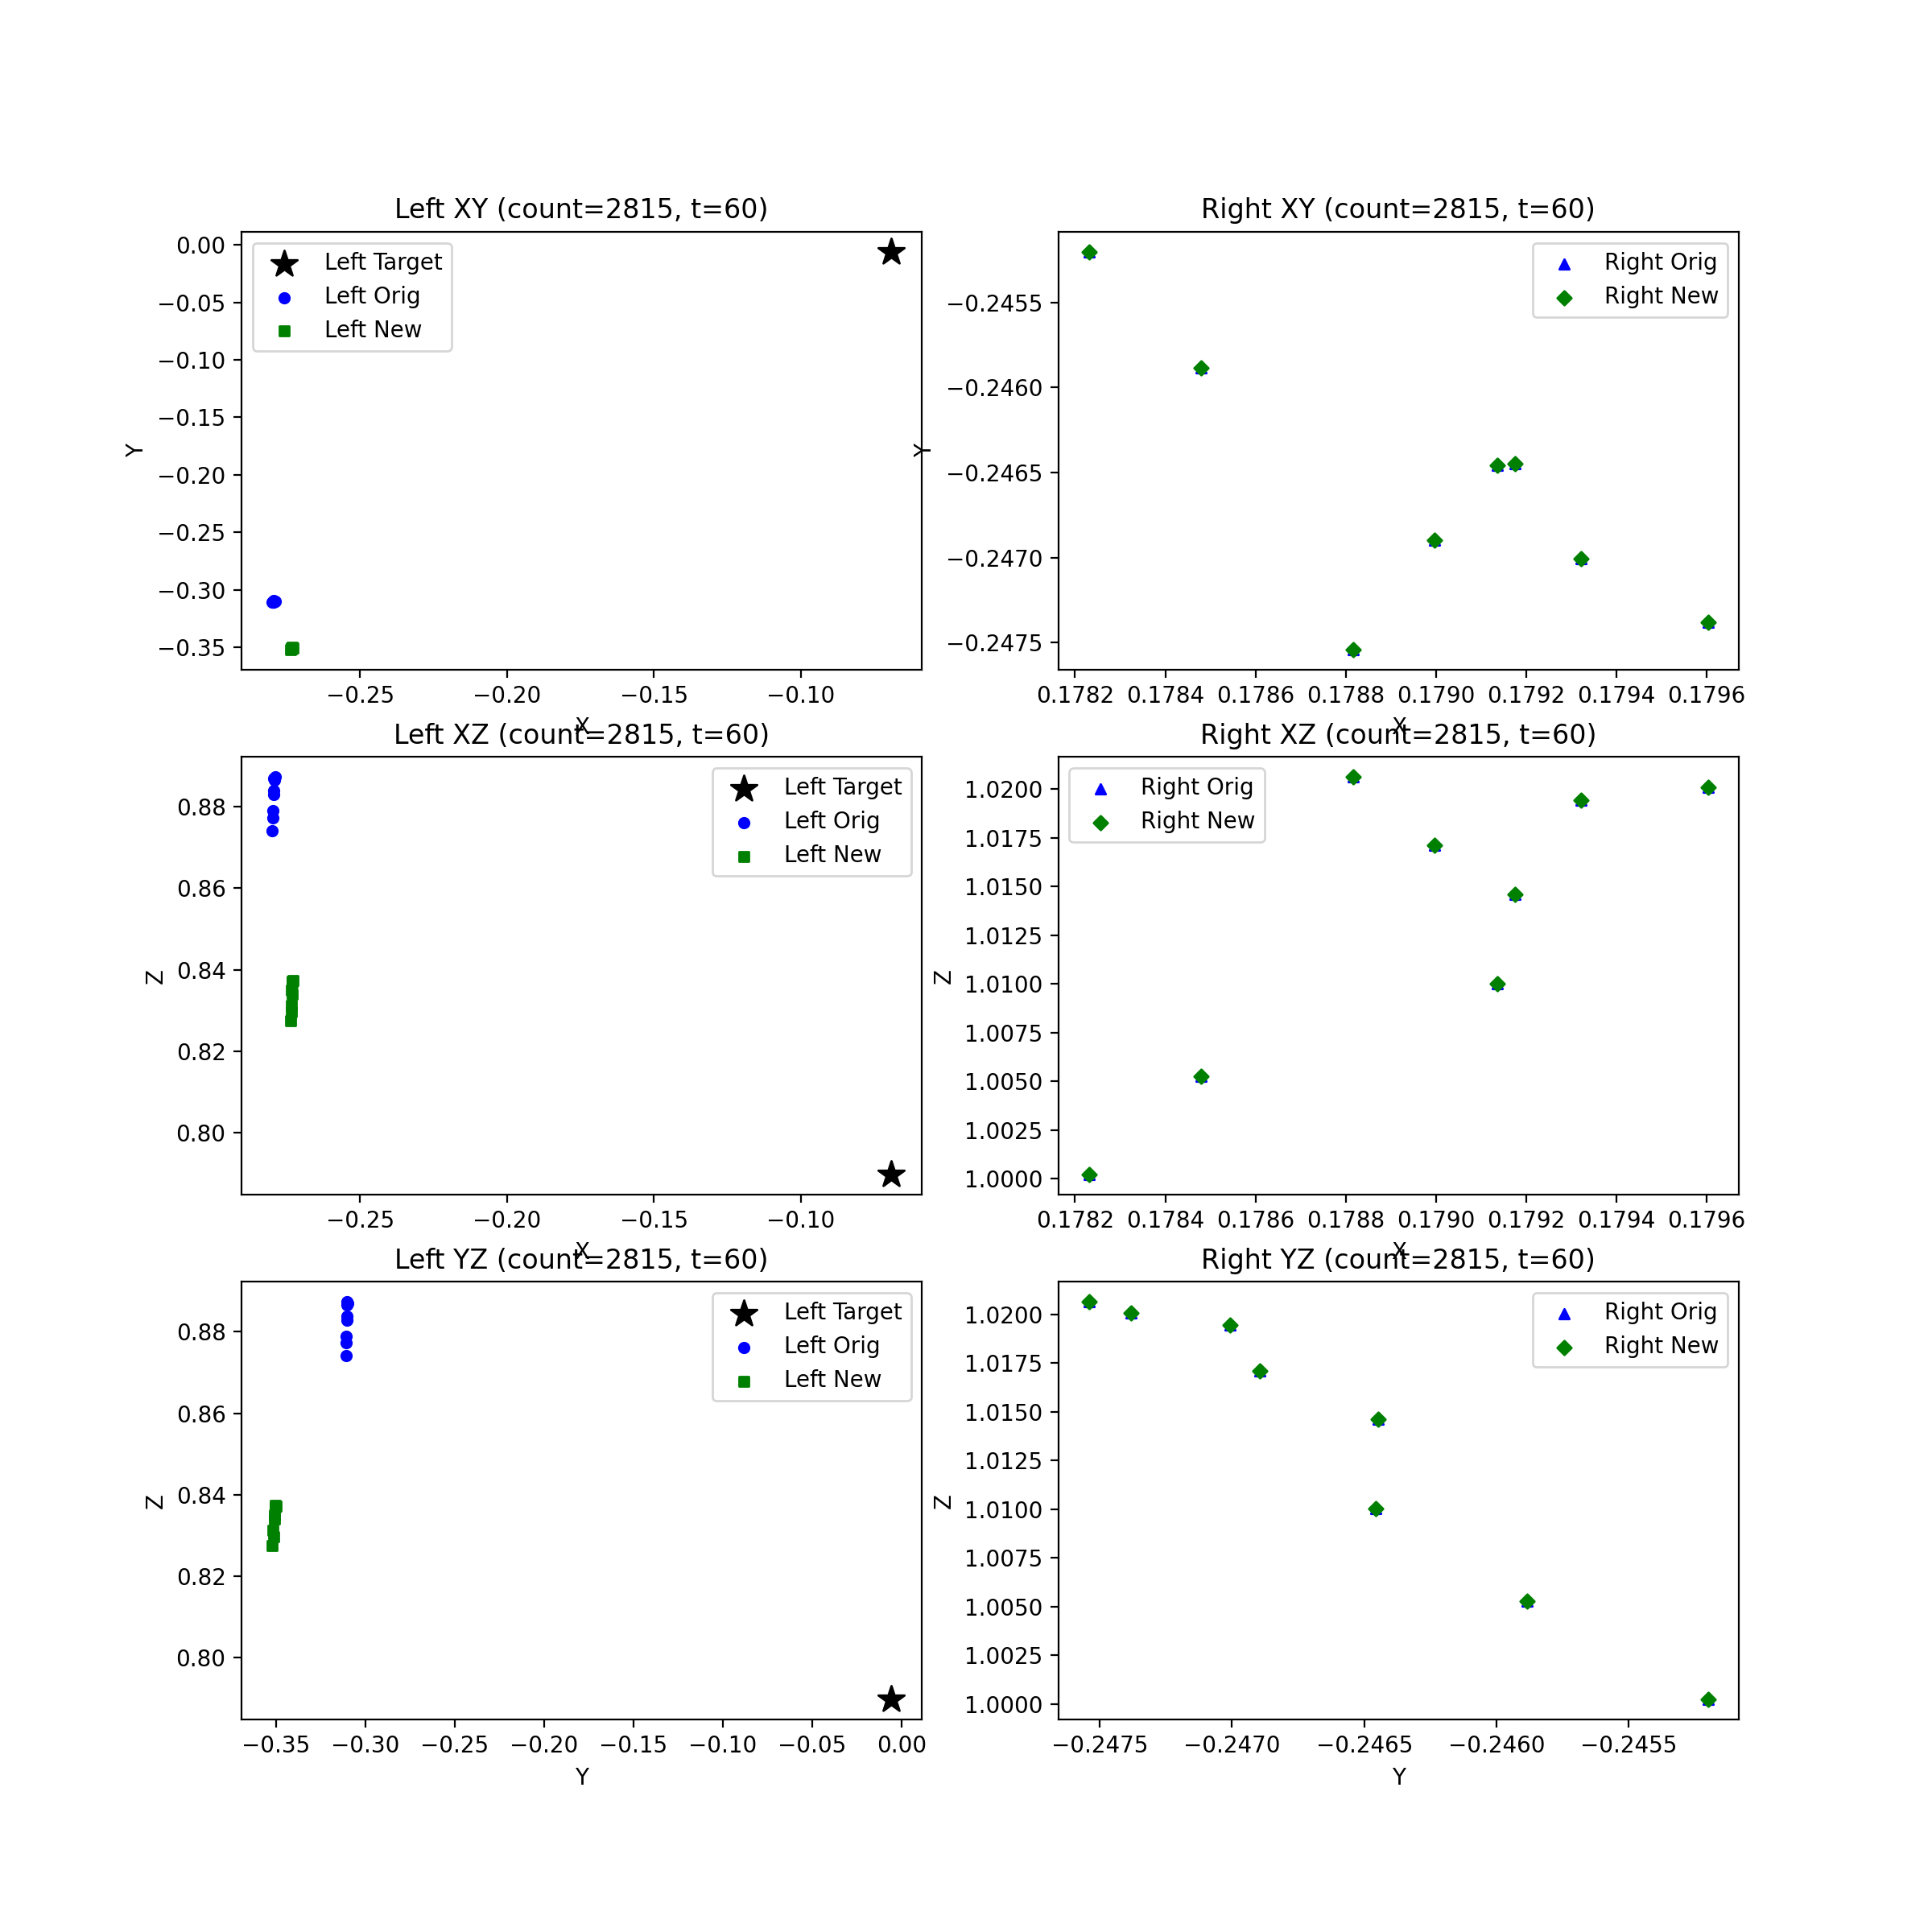 Left XY (count=2815, t=60)
0.00
−0.05
−0.10
−0.15
−0.20
−0.25
−0.30
−0.35
Y
Left Target
Left Orig
Left New
−0.25 −0.20 −0.15 −0.10
X
Right XY (count=2815, t=60)
−0.2455
−0.2460
−0.2465
−0.2470
−0.2475
Y
Right Orig
Right New
0.1782 0.1784 0.1786 0.1788 0.1790 0.1792 0.1794 0.1796
X
Left XZ (count=2815, t=60)
0.88
0.86
0.84
0.82
0.80
Z
Left Target
Left Orig
Left New
−0.25 −0.20 −0.15 −0.10
X
Right XZ (count=2815, t=60)
1.0200
1.0175
1.0150
1.0125
1.0100
1.0075
1.0050
1.0025
1.0000
Z
Right Orig
Right New
0.1782 0.1784 0.1786 0.1788 0.1790 0.1792 0.1794 0.1796
X
Left YZ (count=2815, t=60)
0.88
0.86
0.84
0.82
0.80
Z
Left Target
Left Orig
Left New
−0.35 −0.30 −0.25 −0.20 −0.15 −0.10 −0.05 0.00
Y
Right YZ (count=2815, t=60)
1.0200
1.0175
1.0150
1.0125
1.0100
1.0075
1.0050
1.0025
1.0000
Z
Right Orig
Right New
−0.2475 −0.2470 −0.2465 −0.2460 −0.2455
Y